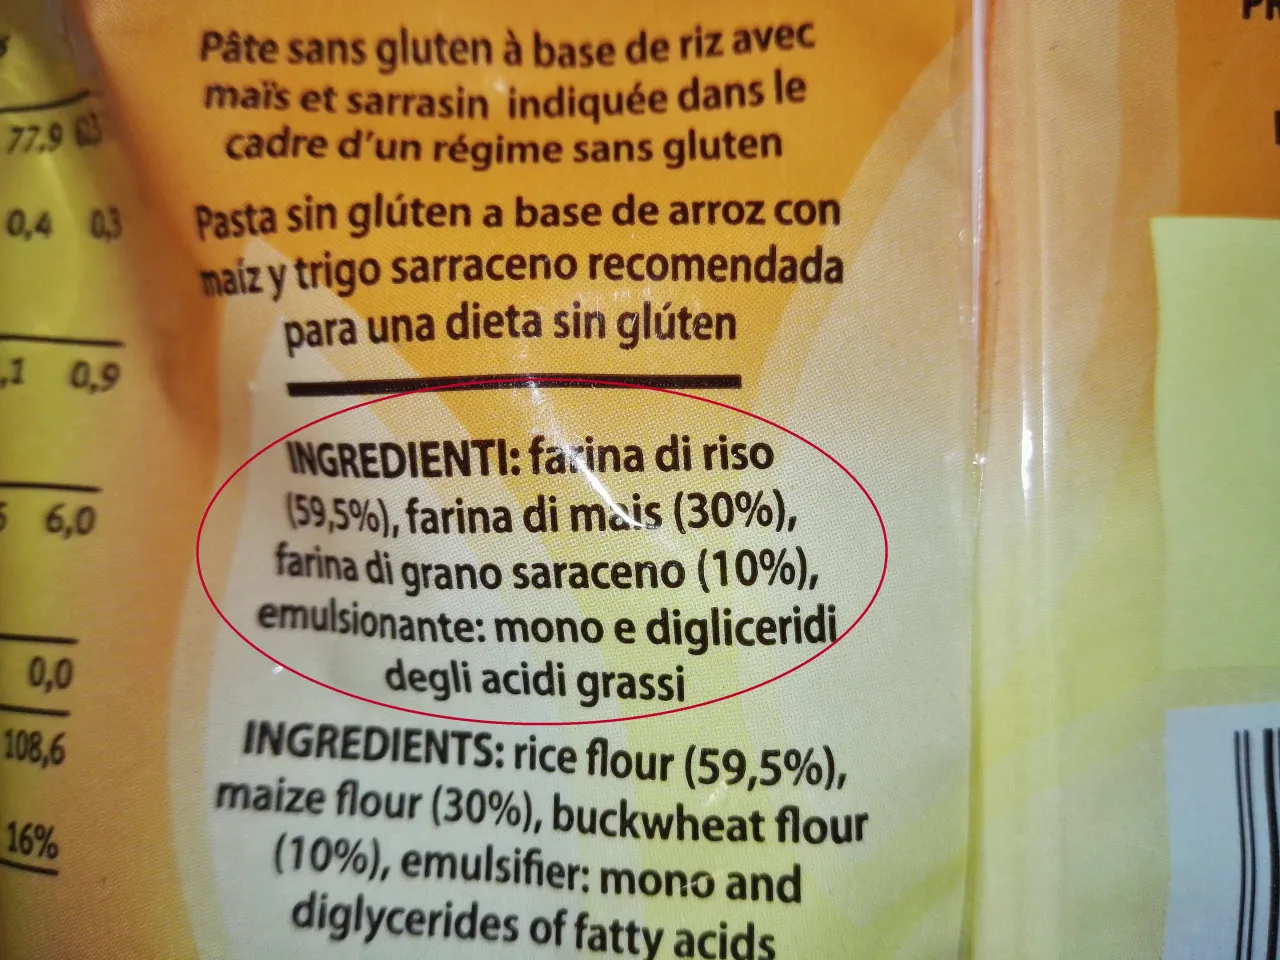 77.9
0,4 0,3
,1 0,9
6,0
0,0
108,6
16%
Pâte sans gluten à base de riz avec
maïs et sarrasin indiquée dans le
cadre d'un régime sans gluten
Pasta sin glúten a base de arroz con
maíz y trigo sarraceno recomendada
para una dieta sin glúten
INGREDIENTI: farina di riso
(59,5%), farina di mais (30%),
farina di grano saraceno (10%),
emulsionante: mono e digliceridi
degli acidi grassi
INGREDIENTS: rice flour (59,5%),
maize flour (30%), buckwheat flour
(10%), emulsifier: mono and
diglycerides of fatty acids